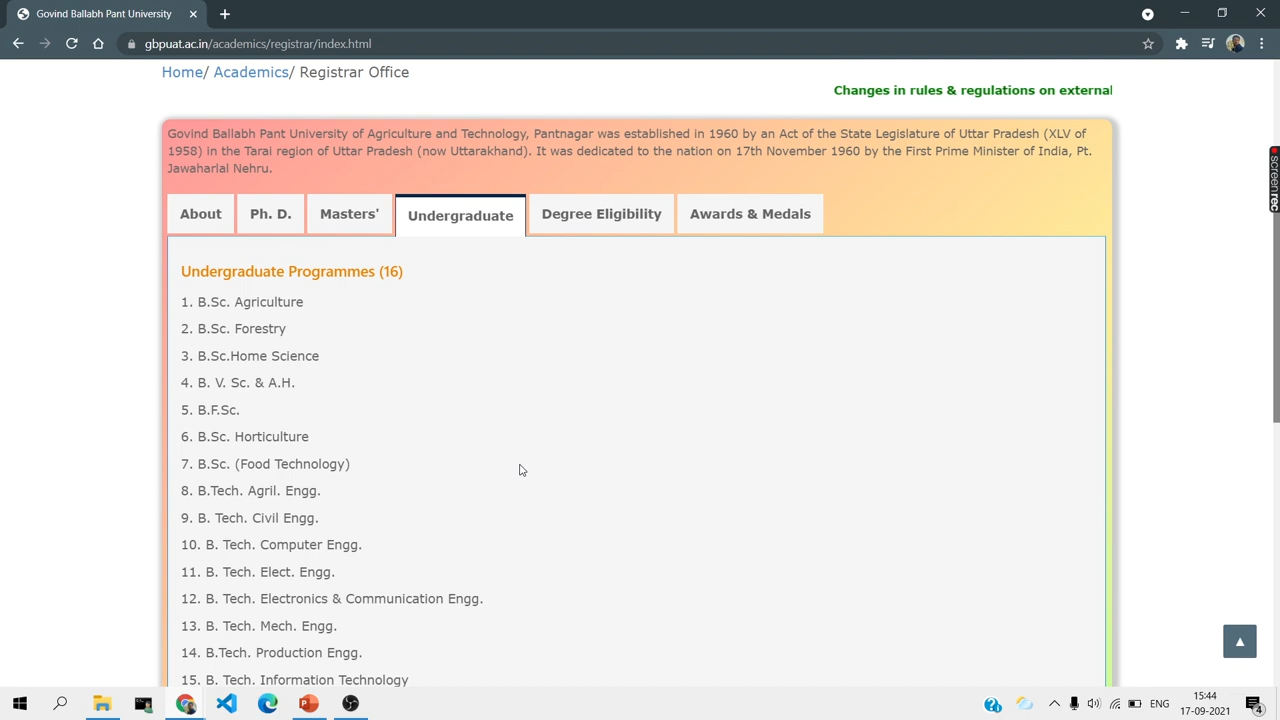 Govind Ballabh Pant University
gbpuat.ac.in/academics/registrar/index.html
Home/ Academics/ Registrar Office
Changes in rules & regulations on external
Govind Ballabh Pant University of Agriculture and Technology, Pantnagar was established in 1960 by an Act of the State Legislature of Uttar Pradesh (XLV of
1958) in the Tarai region of Uttar Pradesh (now Uttarakhand). It was dedicated to the nation on 17th November 1960 by the First Prime Minister of India, Pt.
Jawaharlal Nehru.
About Ph. D. Masters' Undergraduate Degree Eligibility Awards & Medals
Undergraduate Programmes (16)
1. B.Sc. Agriculture
2. B.Sc. Forestry
3. B.Sc.Home Science
4. B. V. Sc. & A.H.
5. B.F.Sc.
6. B.Sc. Horticulture
7. B.Sc. (Food Technology)
8. B.Tech. Agril. Engg.
9. B. Tech. Civil Engg.
10. B. Tech. Computer Engg.
11. B. Tech. Elect. Engg.
12. B. Tech. Electronics & Communication Engg.
13. B. Tech. Mech. Engg.
14. B.Tech. Production Engg.
15. B. Tech. Information Technology
screenrec
ENG
15:44
17-09-2021
4